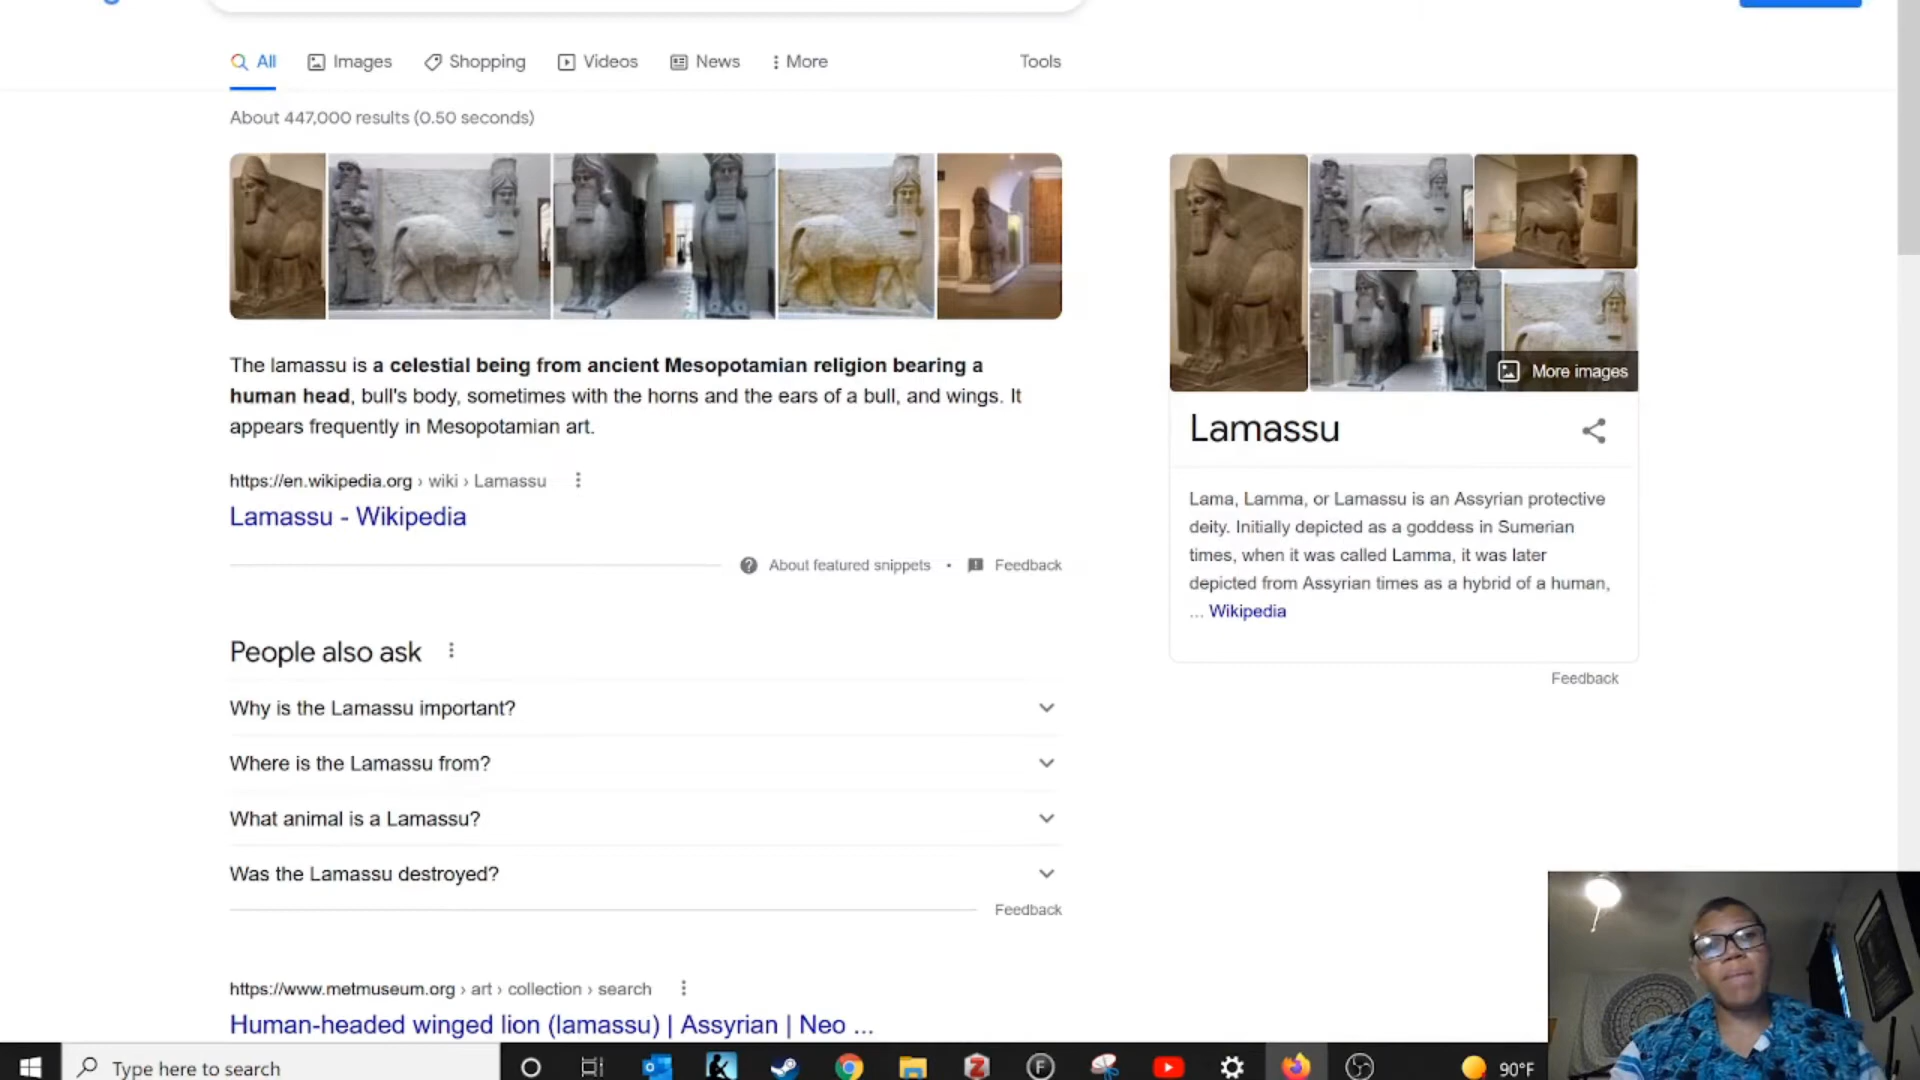 All Images Shopping Videos News More Tools
About 447,000 results (0.50 seconds)
The lamassu is a celestial being from ancient Mesopotamian religion bearing a
human head, bull's body, sometimes with the horns and the ears of a bull, and wings. It
appears frequently in Mesopotamian art.
https://en.wikipedia.org › wiki › Lamassu
Lamassu - Wikipedia
About featured snippets • Feedback
People also ask
Why is the Lamassu important?
Where is the Lamassu from?
What animal is a Lamassu?
Was the Lamassu destroyed?
Feedback
https://www.metmuseum.org › art › collection › search
Human-headed winged lion (lamassu) | Assyrian | Neo ...
More images
Lamassu
Lama, Lamma, or Lamassu is an Assyrian protective
deity. Initially depicted as a goddess in Sumerian
times, when it was called Lamma, it was later
depicted from Assyrian times as a hybrid of a human,
... Wikipedia
Feedback
Type here to search
90°F